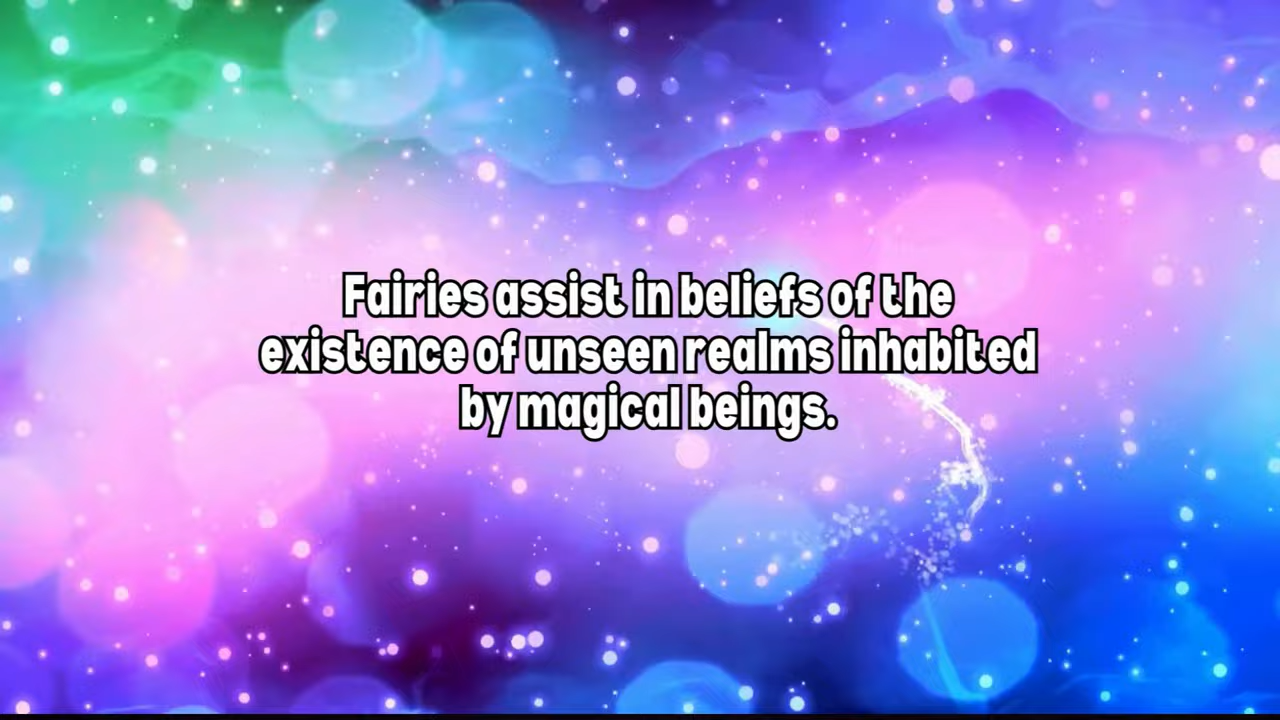 Fairies assist in beliefs of the
existence of unseen realms inhabited
by magical beings.